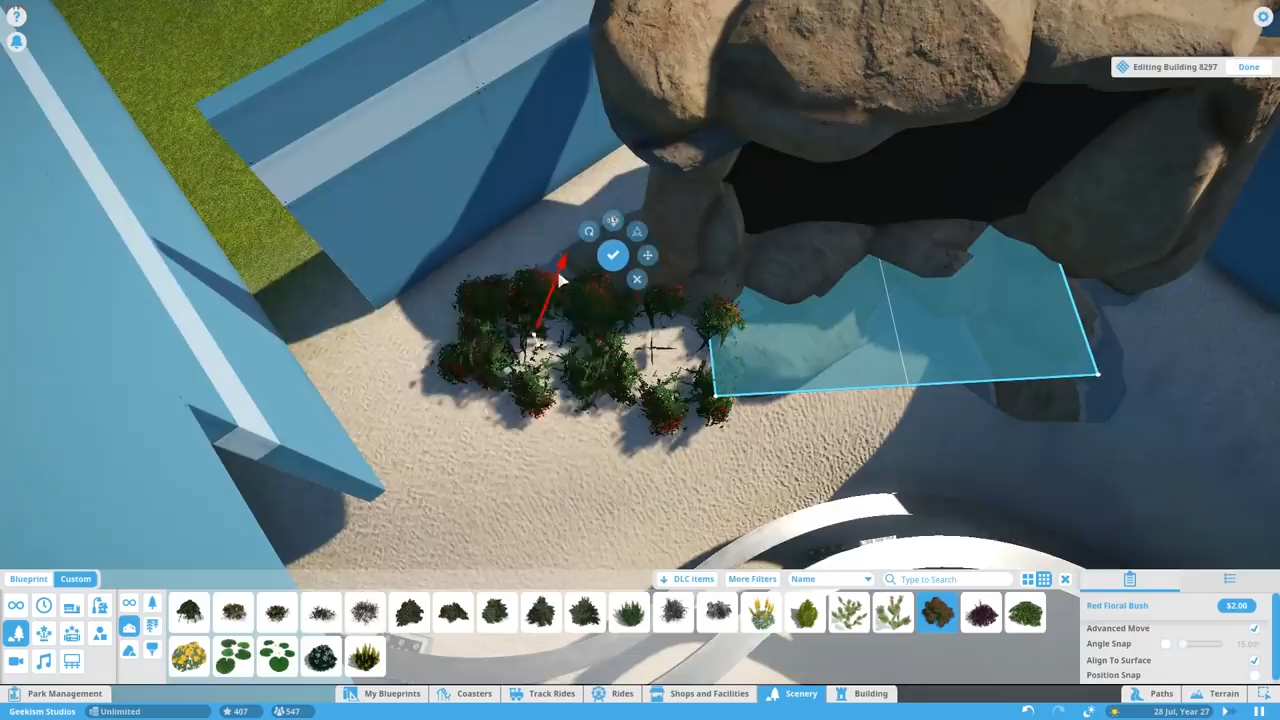 Editing Building 8297 Done
Blueprint Custom
DLC Items More Filters Name Type to Search
Red Floral Bush $2.00
Advanced Move
Angle Snap 15.00°
Align To Surface
Position Snap
Park Management My Blueprints Coasters Track Rides Rides Shops and Facilities Scenery Building Paths Terrain
Geekism Studios Unlimited 407 547 28 Jul, Year 27